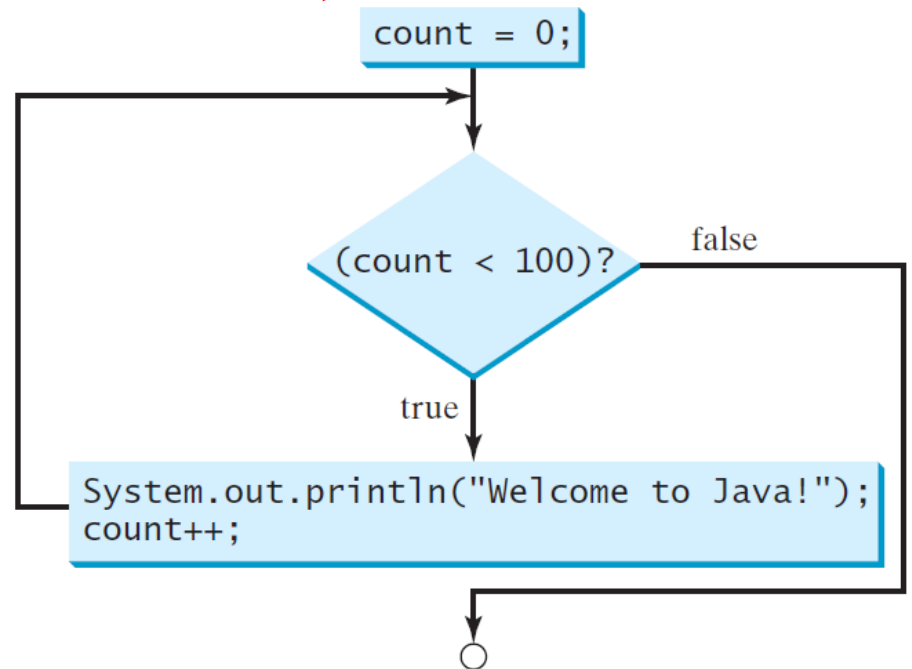 count = 0;
(count < 100)?
false
true
System.out.println("Welcome to Java!");
count++;